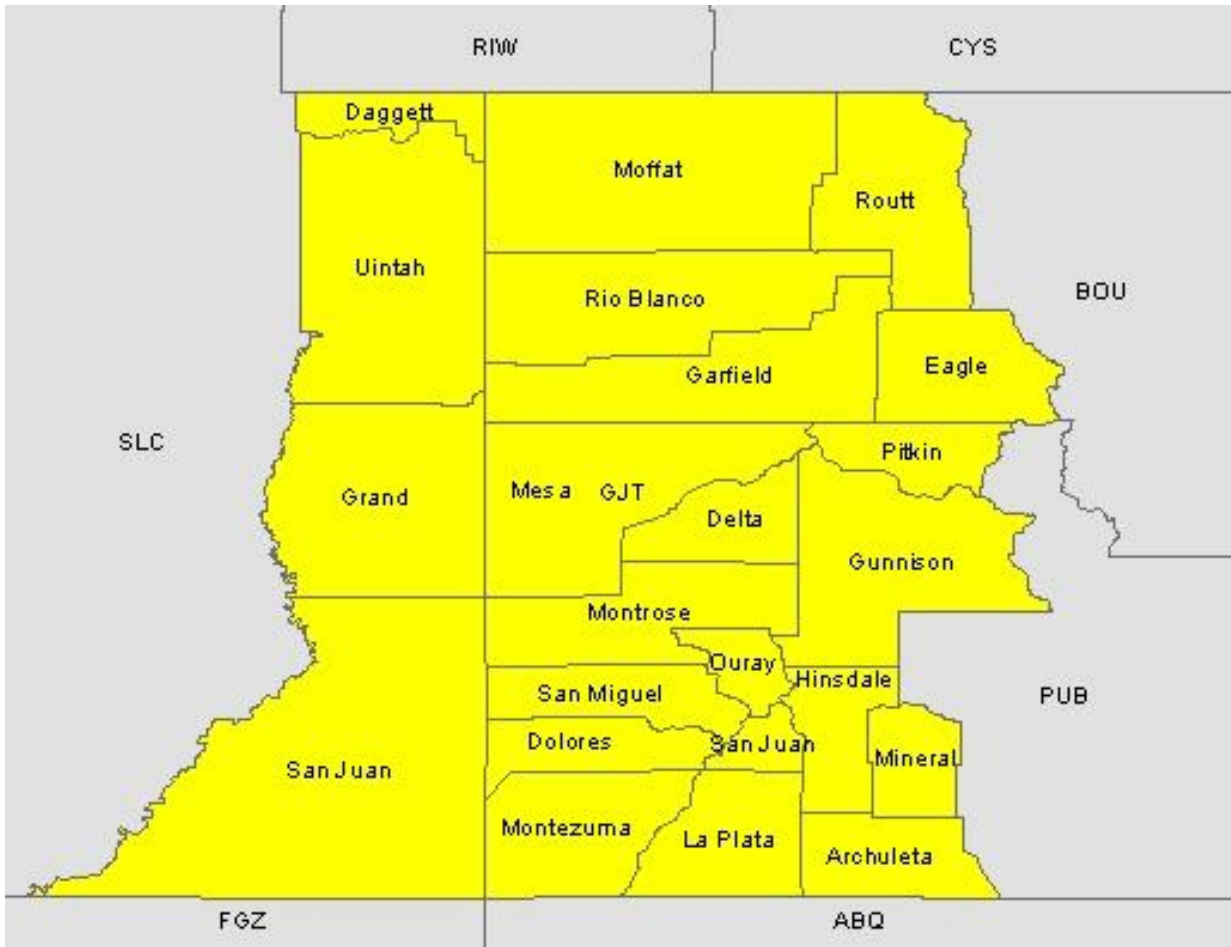 RIW
CYS
Daggett
Moffat
Routt
Uintah
Rio Blanco
BOU
Garfield
Eagle
SLC
Pitkin
Grand
Mesa
GJT
Delta
Gunnison
Montrose
Ouray
Hinsdale
San Miguel
PUB
Dolores
San Juan
Mineral
San Juan
Montezuma
La Plata
Archuleta
FGZ
ABQ